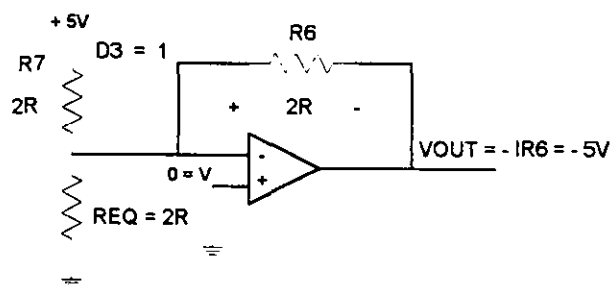 + 5V
D3 = 1
R6
R7
2R
+ 2R -
-
0 = V
+
VOUT = - IR6 = - 5V
REQ = 2R